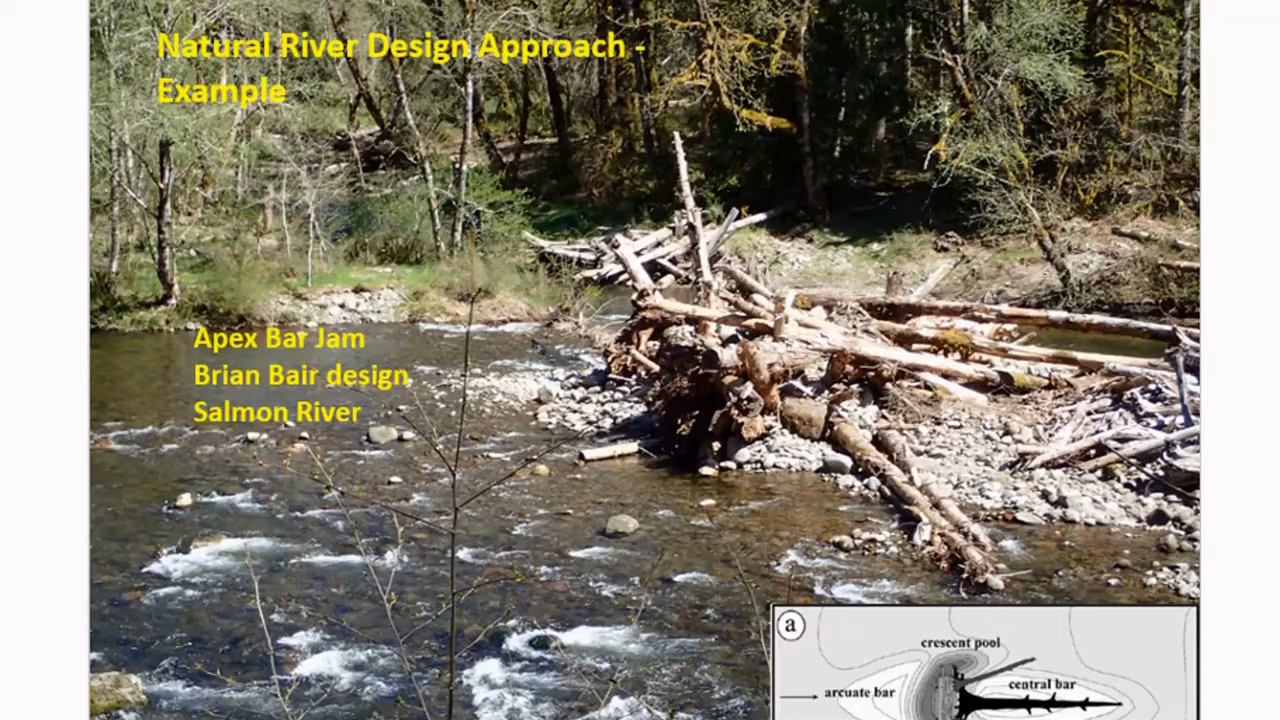 Natural River Design Approach -
Example
Apex Bar Jam
Brian Bair design
Salmon River
a
crescent pool
arcuate bar
central bar